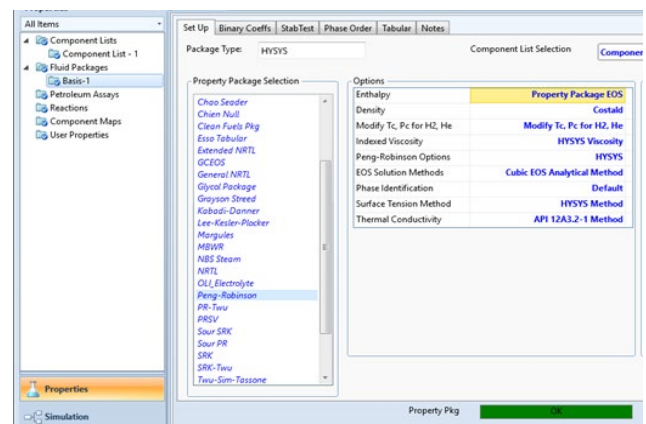 All Items
Component Lists
Component List - 1
Fluid Packages
Basis-1
Petroleum Assays
Reactions
Component Maps
User Properties
Properties
Simulation
Set Up Binary Coeffs StabTest Phase Order Tabular Notes
Package Type: HYSYS Component List Selection
Property Package Selection
Chao Seader
Chien Null
Clean Fuels Pkg
Esso Tabular
Extended NRTL
GCEOS
General NRTL
Glycol Package
Grayson Streed
Kabadi-Danner
Lee-Kesler-Plocker
Margules
MBWR
NBS Steam
NRTL
OLI_Electrolyte
Peng-Robinson
PR-Twu
PRSV
Sour SRK
Sour PR
SRK
SRK-Twu
Twu-Sim-Tassone
Options
Enthalpy Property Package EOS
Density Costald
Modify Tc, Pc for H2, He Modify Tc, Pc for H2, He
Indexed Viscosity HYSYS Viscosity
Peng-Robinson Options HYSYS
EOS Solution Methods Cubic EOS Analytical Method
Phase Identification Default
Surface Tension Method HYSYS Method
Thermal Conductivity API 12A3.2-1 Method
Property Pkg OK